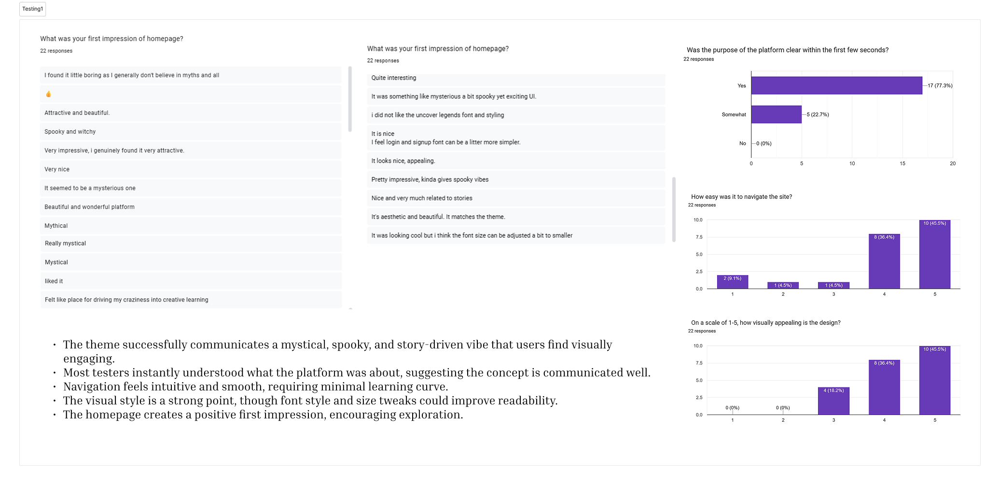 Testing1
What was your first impression of homepage?
22 responses
I found it little boring as I generally don't believe in myths and all
👍
Attractive and beautiful.
Spooky and witchy
Very impressive, i genuinely found it very attractive.
Very nice
It seemed to be a mysterious one
Beautiful and wonderful platform
Mythical
Really mystical
Mystical
liked it
Felt like place for driving my craziness into creative learning
What was your first impression of homepage?
22 responses
Quite interesting
It was something like mysterious a bit spooky yet exciting UI.
i did not like the uncover legends font and styling
It is nice
I feel login and signup font can be a litter more simpler.
It looks nice, appealing.
Pretty impressive, kinda gives spooky vibes
Nice and very much related to stories
It's aesthetic and beautiful. It matches the theme.
It was looking cool but i think the font size can be adjusted a bit to smaller
• The theme successfully communicates a mystical, spooky, and story-driven vibe that users find visually
engaging.
• Most testers instantly understood what the platform was about, suggesting the concept is communicated well.
• Navigation feels intuitive and smooth, requiring minimal learning curve.
• The visual style is a strong point, though font style and size tweaks could improve readability.
• The homepage creates a positive first impression, encouraging exploration.
Was the purpose of the platform clear within the first few seconds?
22 responses
Yes 17 (77.3%)
Somewhat 5 (22.7%)
No 0 (0%)
0 5 10 15 20
How easy was it to navigate the site?
22 responses
10.0
7.5
5.0
2.5
0.0
2 (9.1%) 1 (4.5%) 1 (4.5%) 8 (36.4%) 10 (45.5%)
1 2 3 4 5
On a scale of 1-5, how visually appealing is the design?
22 responses
10.0
7.5
5.0
2.5
0.0
0 (0%) 0 (0%) 4 (18.2%) 8 (36.4%) 10 (45.5%)
1 2 3 4 5